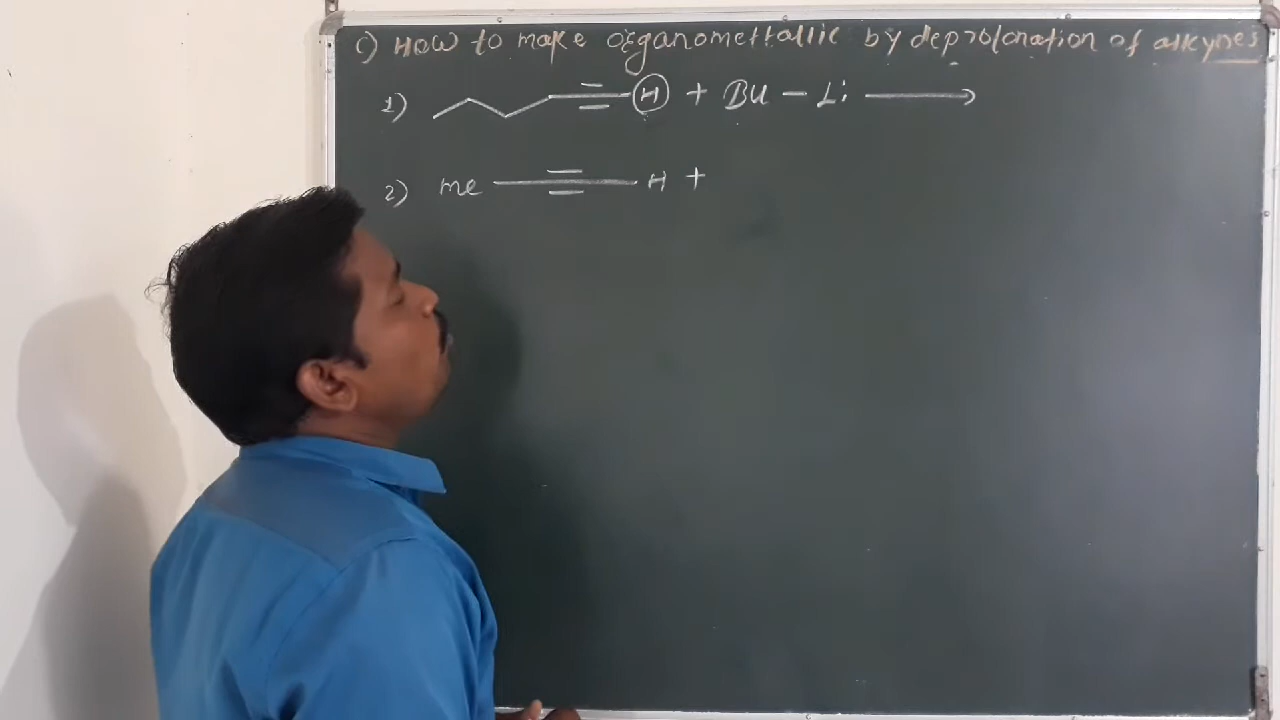 c) How to make organomettallic by deprotonation of alkynes
1) H + Bu - Li →
2) me ≡ H +